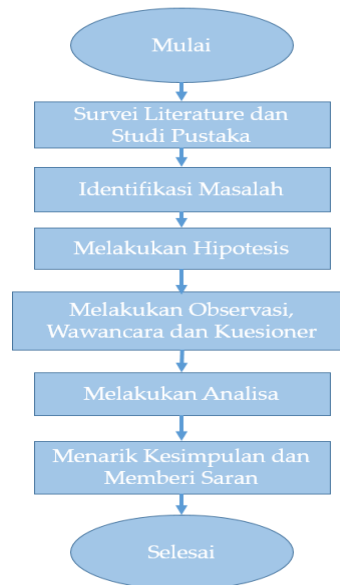 Mulai
Survei Literature dan
Studi Pustaka
Identifikasi Masalah
Melakukan Hipotesis
Melakukan Observasi,
Wawancara dan Kuesioner
Melakukan Analisa
Menarik Kesimpulan dan
Memberi Saran
Selesai